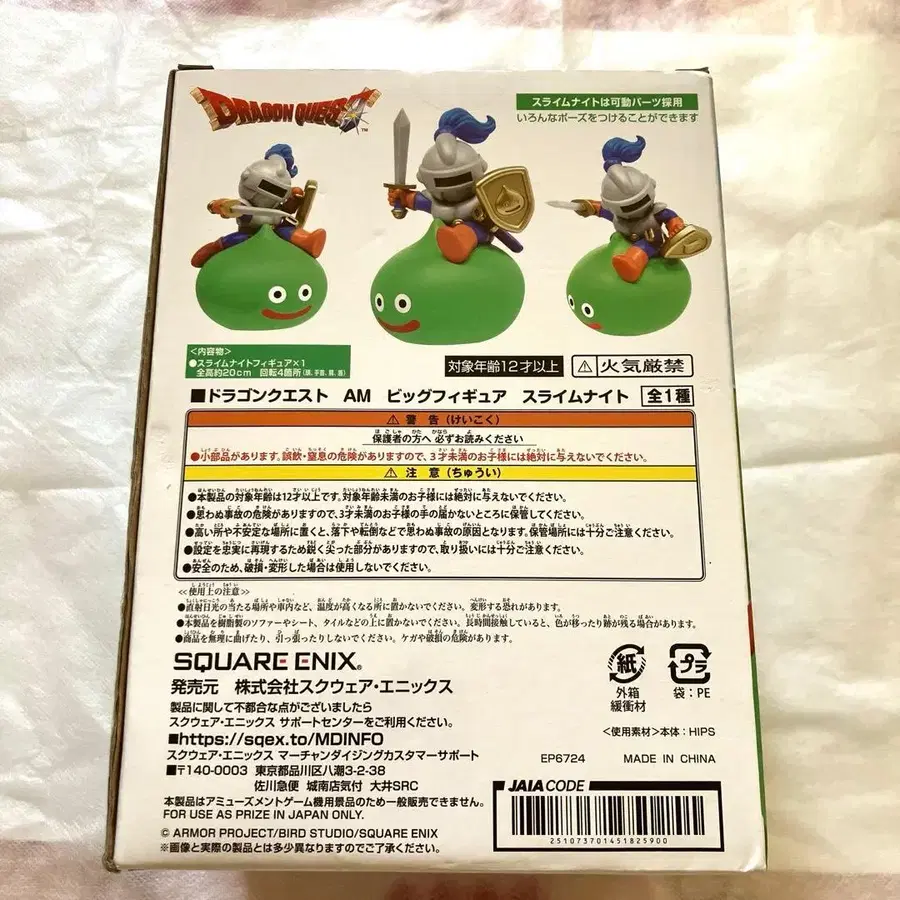 DRAGON QUEST™
スライムナイトは可動パーツ採用
いろんなポーズをつけることができます
<内容物>
●スライムナイトフィギュア×1
全高約20cm 回転4箇所(頭、手首、肩、首)
対象年齢12才以上
⚠火気厳禁
■ドラゴンクエスト AM ビッグフィギュア スライムナイト 全1種
⚠ 警告(けいこく)
保護者の方へ 必ずお読みください
●小部品があります。誤飲・窒息の危険がありますので、3才未満のお子様には絶対に与えないでください。
⚠ 注意(ちゅうい)
●本製品の対象年齢は12才以上です。対象年齢未満のお子様には絶対に与えないでください。
●思わぬ事故の危険がありますので、3才未満のお子様の手の届かないところに保管してください。
●高い所や不安定な場所に置くと、落下や転倒などで思わぬ事故の原因となります。保管場所には十分ご注意ください。
●設定を忠実に再現するため鋭く尖った部分がありますので、取り扱いには十分ご注意ください。
●安全のため、破損・変形した場合は使用しないでください。
≪使用上の注意≫
●直射日光の当たる場所や車内など、温度が高くなる所に置かないでください。変形する恐れがあります。
●本製品を樹脂製のソファーやシート、タイルなどの上に置かないでください。長時間接触していると、色が移ったり跡が残る場合があります。
●商品を無理に曲げたり、引っ張ったりしないでください。ケガや破損の危険があります。
SQUARE ENIX®
発売元 株式会社スクウェア・エニックス
製品に関して不都合な点がございましたら
スクウェア・エニックス サポートセンターをご利用ください。
■https://sqex.to/MDINFO
スクウェア・エニックス マーチャンダイジングカスタマーサポート
■〒140-0003 東京都品川区八潮3-2-38
佐川急便 城南店気付 大井SRC
本製品はアミューズメントゲーム機用景品のため一般販売できません。
FOR USE AS PRIZE IN JAPAN ONLY.
© ARMOR PROJECT/BIRD STUDIO/SQUARE ENIX
※画像と実際の製品とは多少異なりますのでご了承ください。
紙
外箱
緩衝材
プラ
袋:PE
<使用素材>本体:HIPS
EP6724 MADE IN CHINA
JAIA CODE
251073701451825900